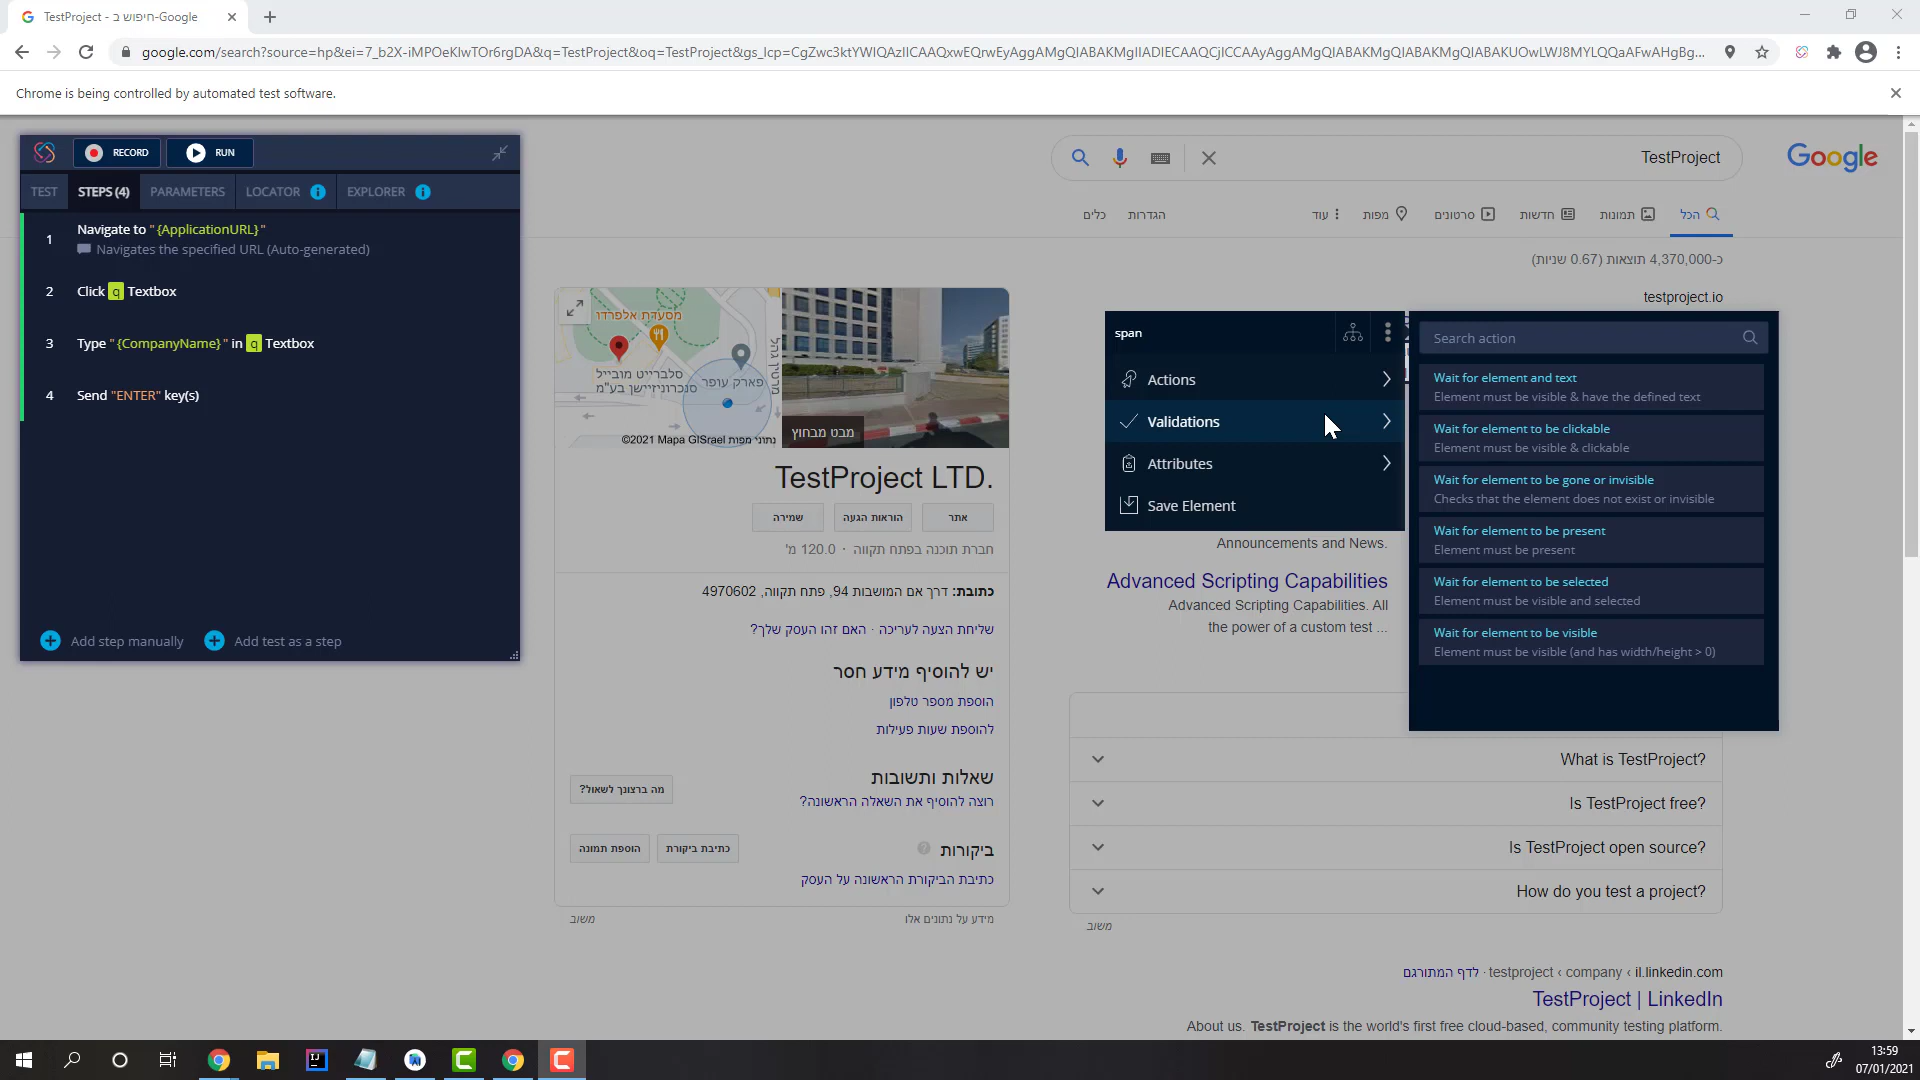 TestProject - חיפוש ב-Google
google.com/search?source=hp&ei=7_b2X-iMPOeKlwTOr6rgDA&q=TestProject&oq=TestProject&gs_lcp=CgZwc3ktYWIQAzIICAAQxwEQrwEyAggAMgQIABAKMgIIADIECAAQCjICCAAyAggAMgQIABAKMgQIABAKMgQIABAKUOwLWJ8MYLQQaAFwAHgBg...
Chrome is being controlled by automated test software.
RECORD
RUN
TEST
STEPS (4)
PARAMETERS
LOCATOR
EXPLORER
1
Navigate to "{ApplicationURL}"
Navigates the specified URL (Auto-generated)
2
Click q Textbox
3
Type "{CompanyName}" in q Textbox
4
Send "ENTER" key(s)
Add step manually
Add test as a step
TestProject
Google
הכל
תמונות
חדשות
סרטונים
מפות
עוד
הגדרות
כלים
כ-4,370,000 תוצאות (0.67 שניות)
testproject.io
span
Actions
Validations
Attributes
Save Element
Search action
Wait for element and text
Element must be visible & have the defined text
Wait for element to be clickable
Element must be visible & clickable
Wait for element to be gone or invisible
Checks that the element does not exist or invisible
Wait for element to be present
Element must be present
Wait for element to be selected
Element must be visible and selected
Wait for element to be visible
Element must be visible (and has width/height > 0)
Announcements and News.
Advanced Scripting Capabilities
Advanced Scripting Capabilities. All
the power of a custom test ...
What is TestProject?
Is TestProject free?
Is TestProject open source?
How do you test a project?
משוב
לדף המתורגם · testproject ‹ company ‹ il.linkedin.com
TestProject | LinkedIn
About us. TestProject is the world's first free cloud-based, community testing platform.
מסעדת אלפרדו
סלברייט מובייל
סנכרוניזיישן בע"מ
פארק עופר
נתוני מפות ©2021 Mapa GISrael
מבט מבחוץ
TestProject LTD.
אתר
הוראות הגעה
שמירה
חברת תוכנה בפתח תקווה · 120.0 מ'
כתובת: דרך אם המושבות 94, פתח תקווה, 4970602
שליחת הצעה לעריכה · האם זהו העסק שלך?
יש להוסיף מידע חסר
הוספת מספר טלפון
להוספת שעות פעילות
שאלות ותשובות
רוצה להוסיף את השאלה הראשונה?
מה ברצונך לשאול?
ביקורות
כתיבת ביקורת
הוספת תמונה
כתיבת הביקורת הראשונה על העסק
מידע על נתונים אלו
משוב
13:59
07/01/2021